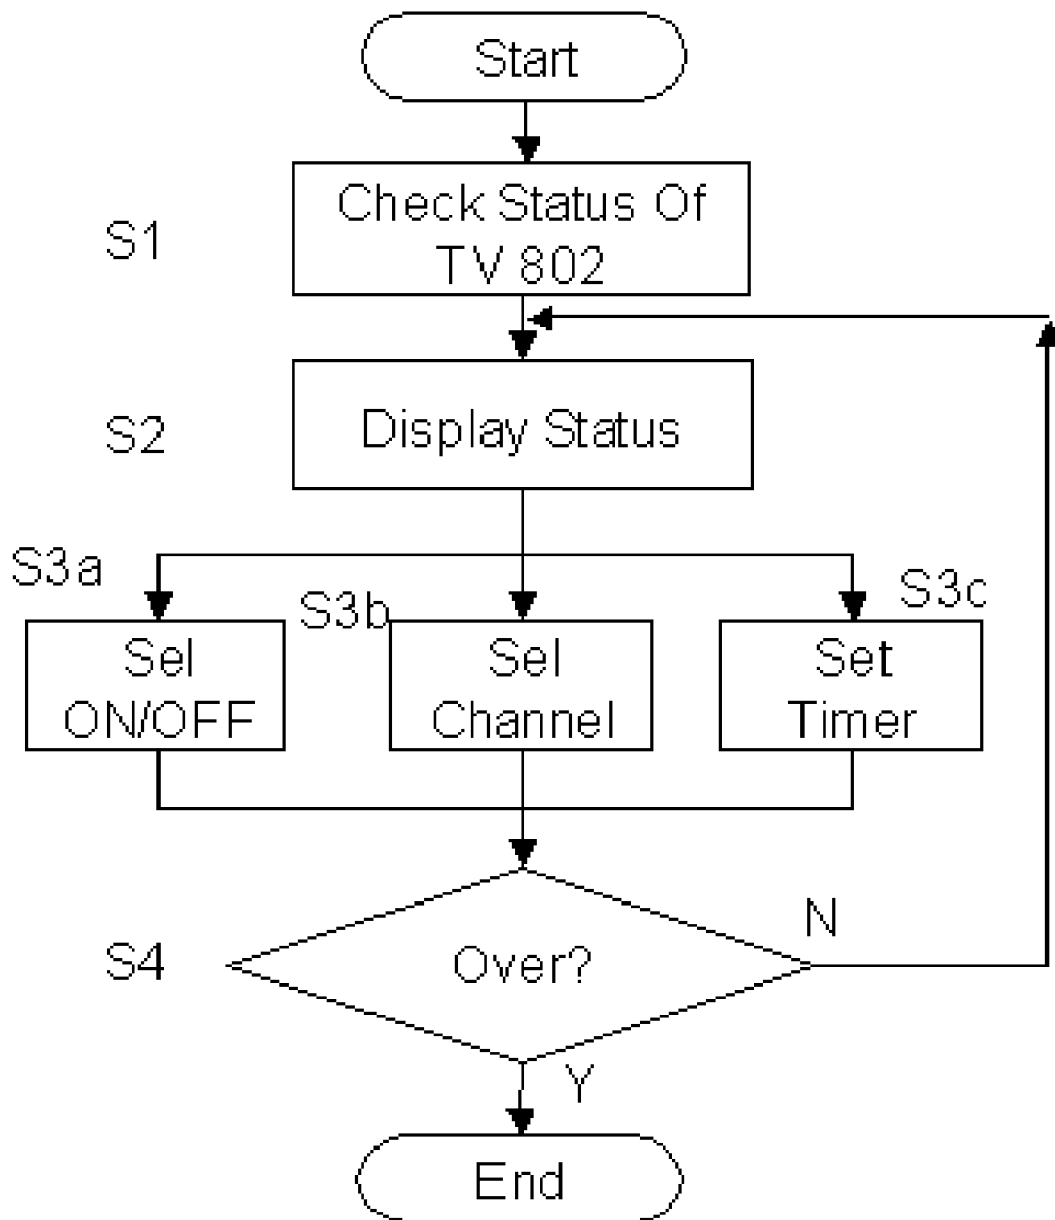 Start
S1
Check Status Of
TV 802
S2
Display Status
S3a
S3b
S3c
Sel
ON/OFF
Sel
Channel
Set
Timer
S4
Over?
N
Y
End